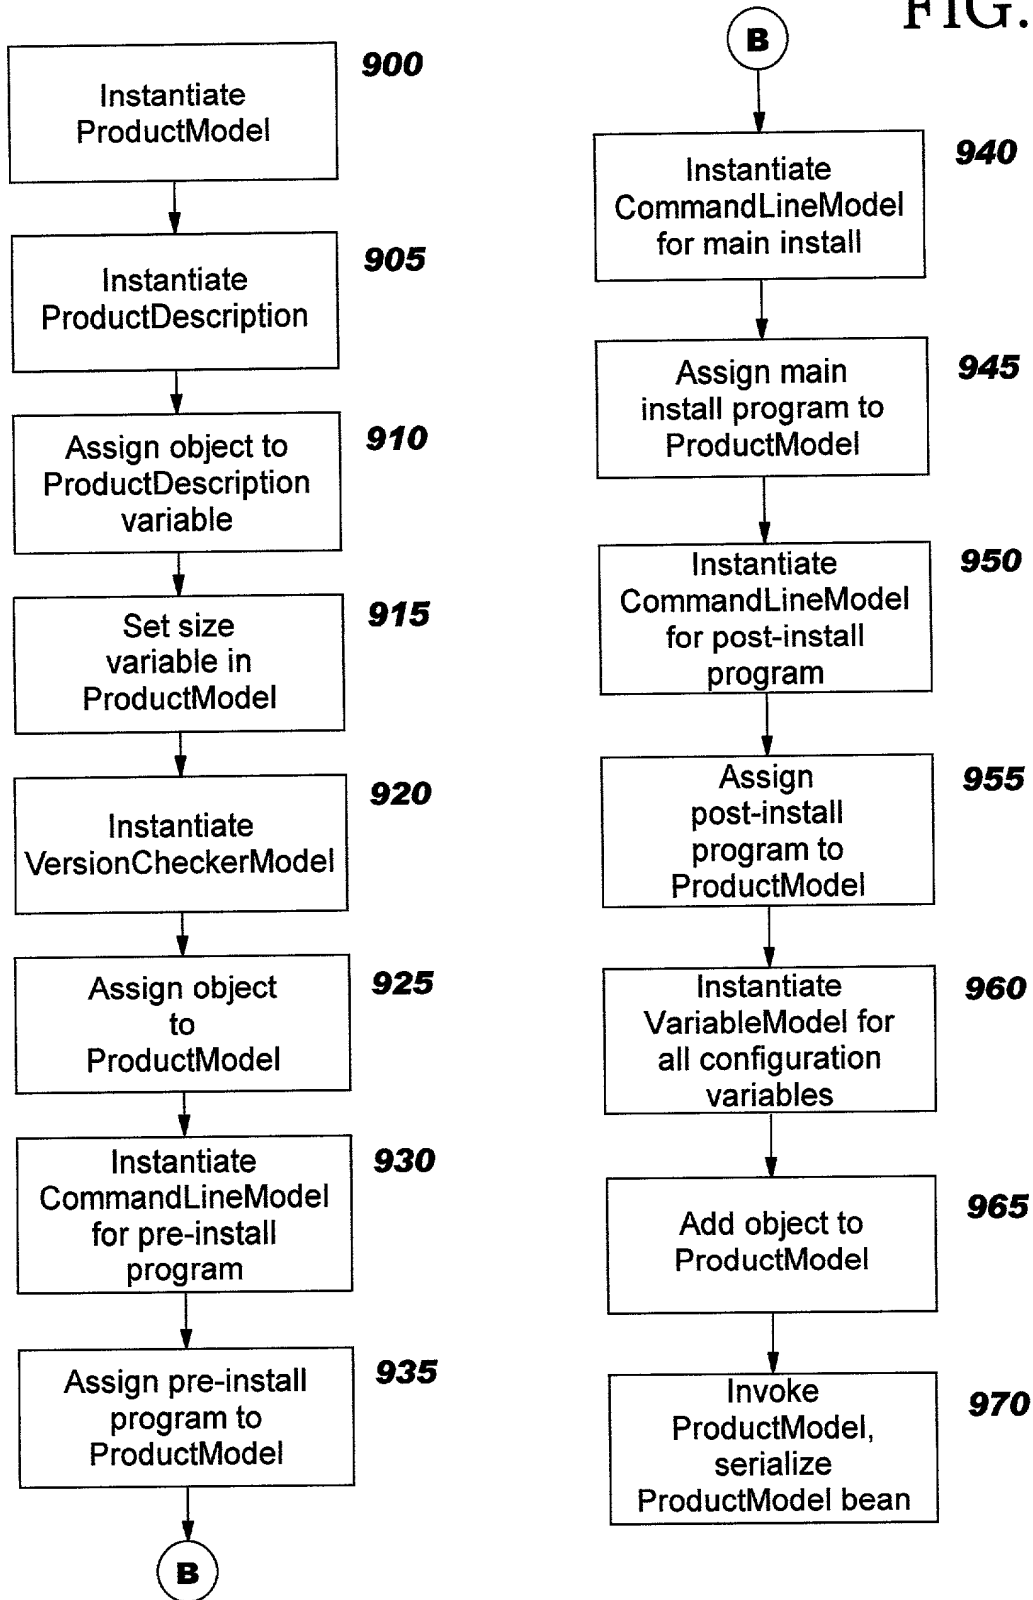 900
Instantiate
ProductModel
905
Instantiate
ProductDescription
910
Assign object to
ProductDescription
variable
915
Set size
variable in
ProductModel
920
Instantiate
VersionCheckerModel
925
Assign object
to
ProductModel
930
Instantiate
CommandLineModel
for pre-install
program
935
Assign pre-install
program to
ProductModel
B
FIG.
B
940
Instantiate
CommandLineModel
for main install
945
Assign main
install program to
ProductModel
950
Instantiate
CommandLineModel
for post-install
program
955
Assign
post-install
program to
ProductModel
960
Instantiate
VariableModel for
all configuration
variables
965
Add object to
ProductModel
970
Invoke
ProductModel,
serialize
ProductModel bean